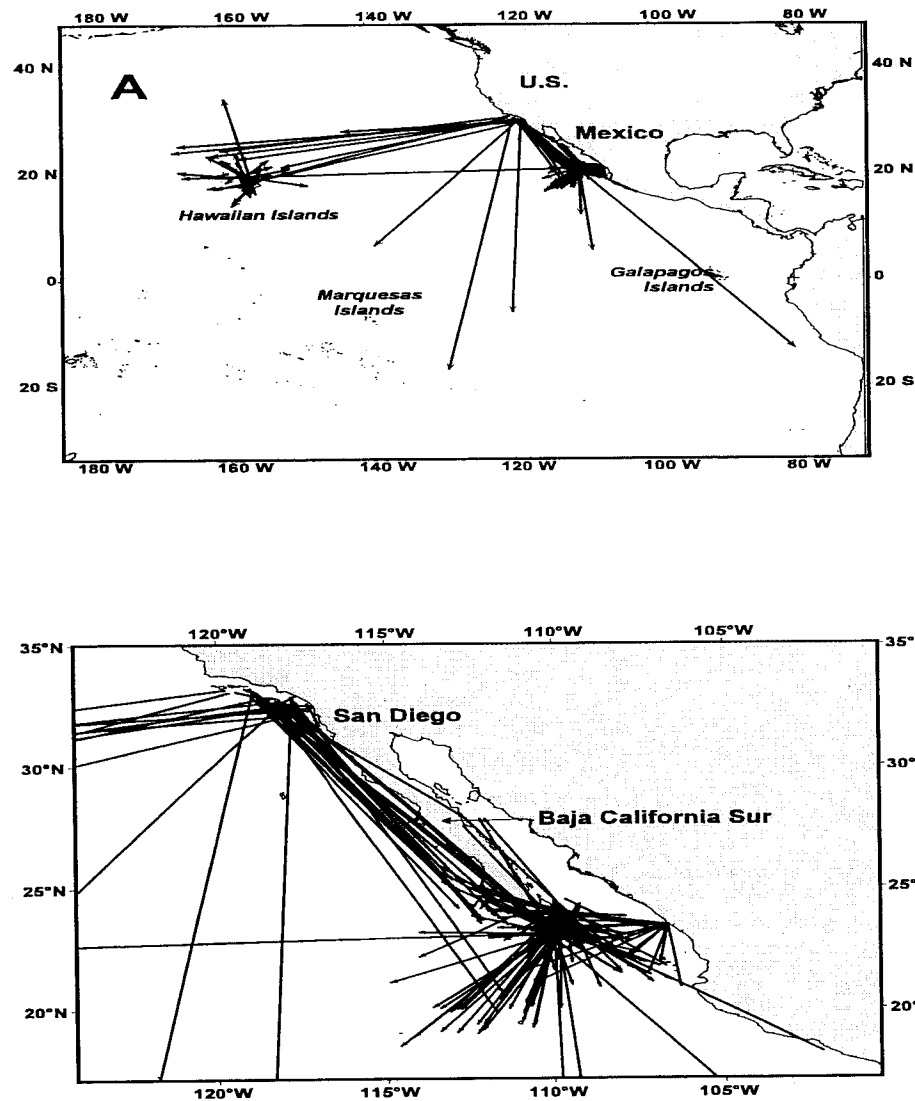 180 W 160 °W 140 °W 120 °W 100 °W 80 °W
40 N 40 N
A
U.S.
Mexico
20 N 20 N
Hawaiian Islands
Galapagos
Islands
0 0
Marquesas
Islands
20 S 20 S
180 W 160 W 140 W 120 W 100 W 80 W
120°W 115°W 110°W 105°W
35°N 35°
San Diego
30°N 30°
Baja California Sur
25°N 25°
20°N 20°
120°W 115°W 110°W 105°W